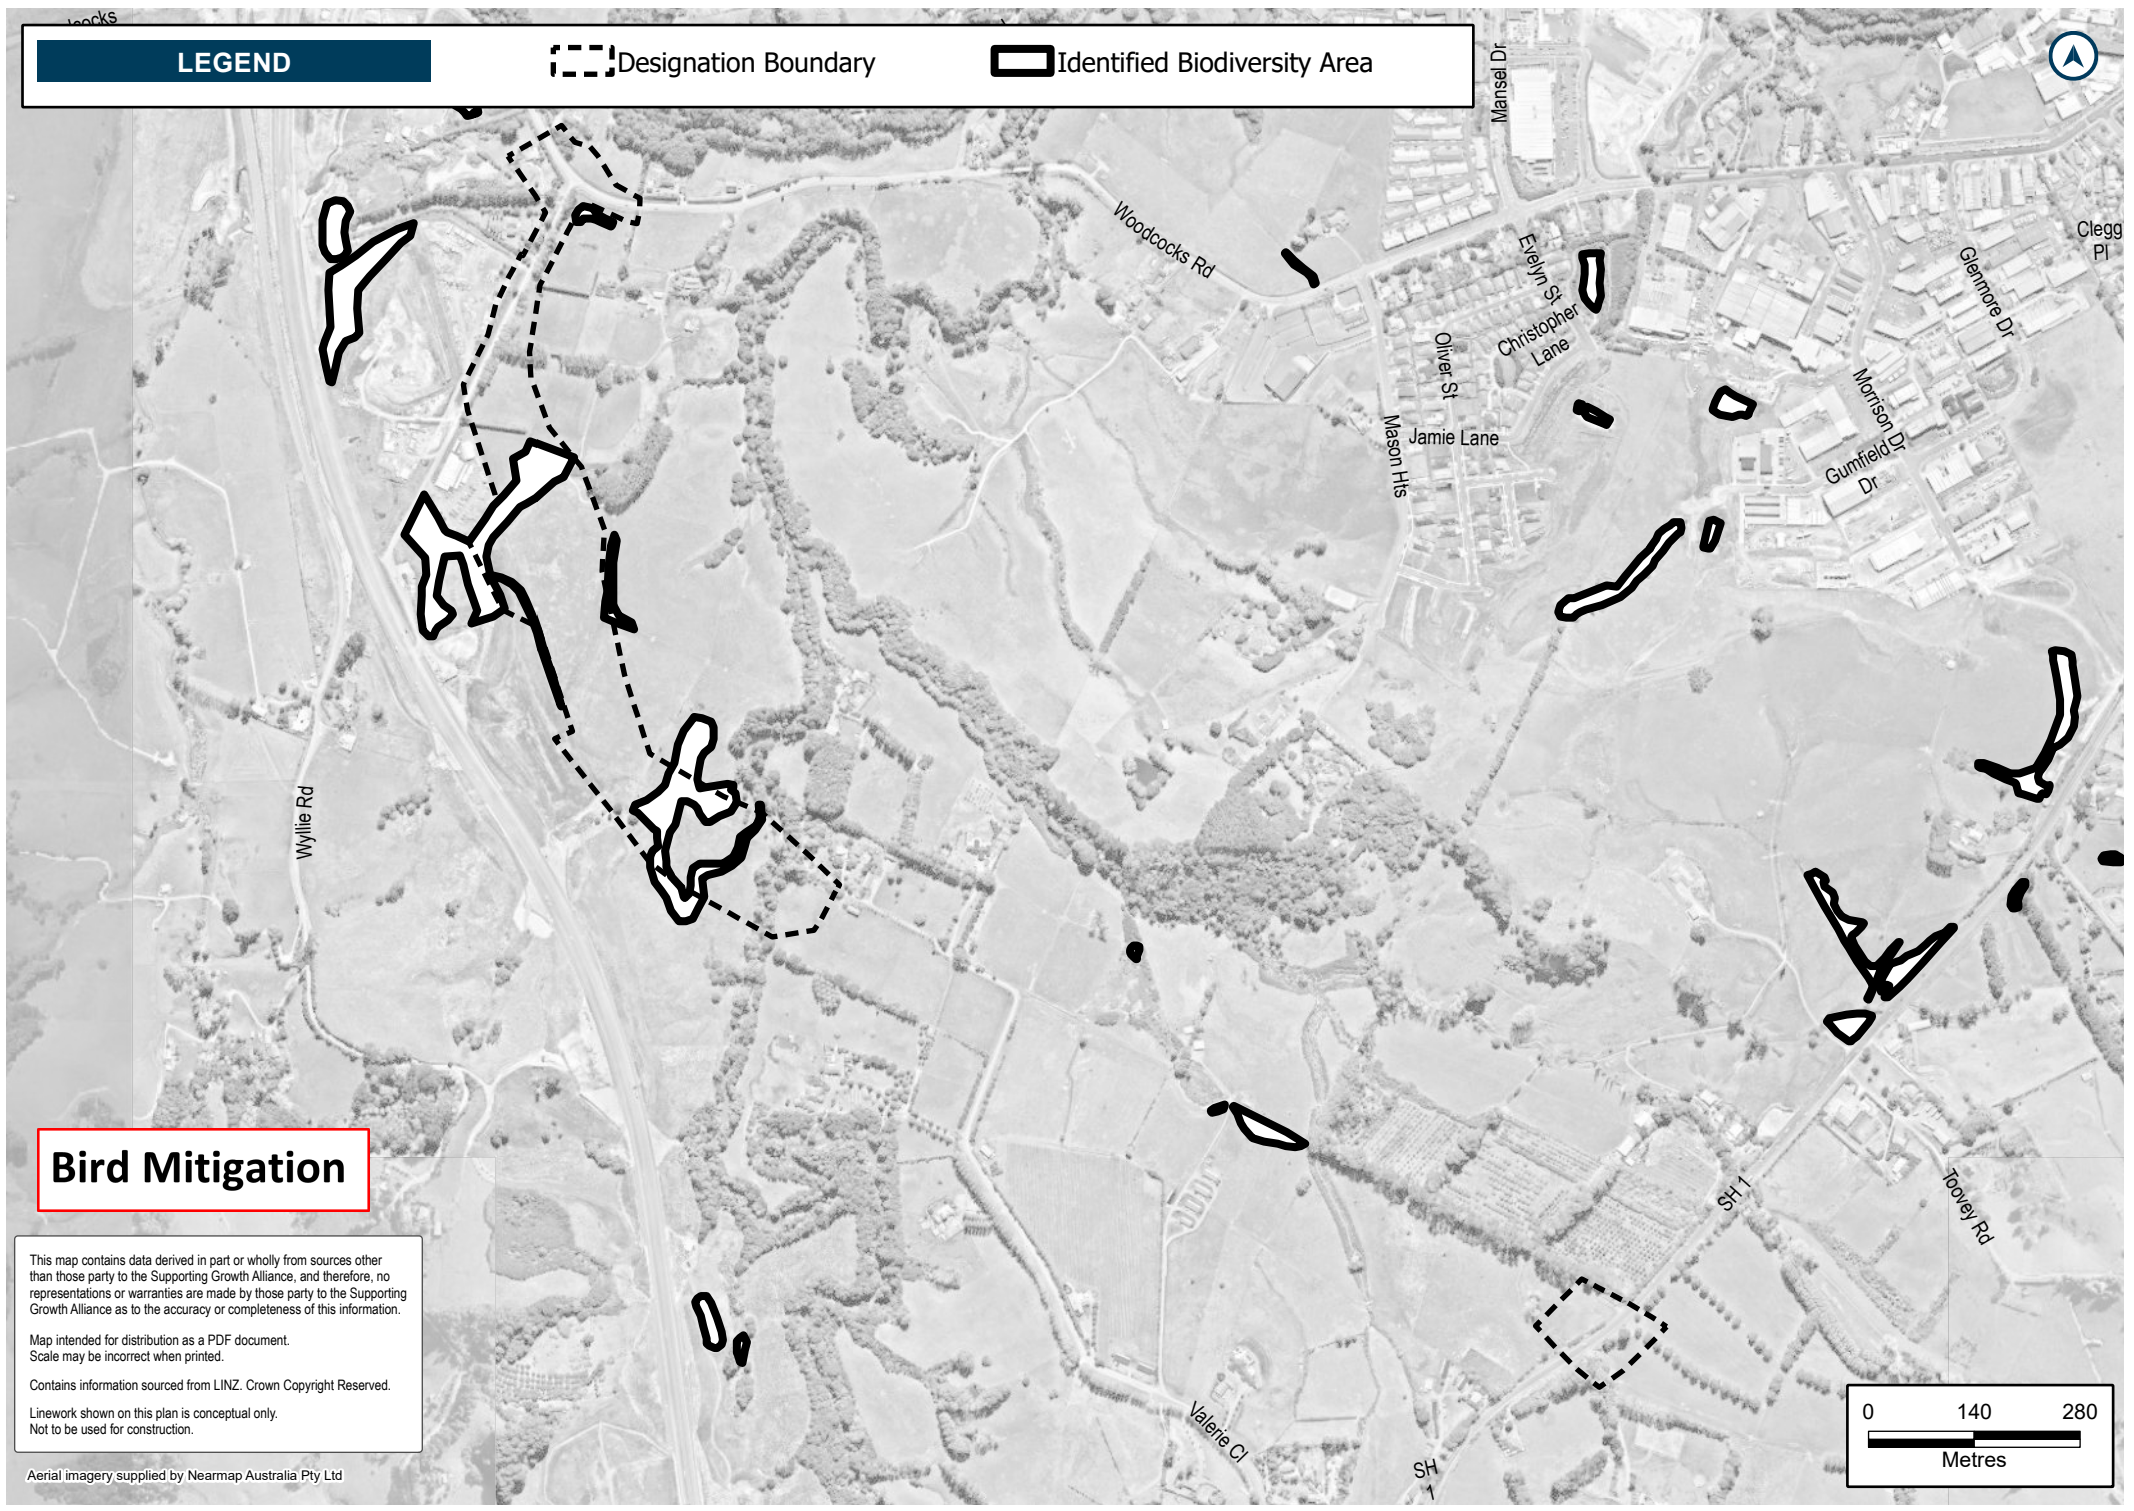 LEGEND
Designation Boundary
Identified Biodiversity Area
Mansel Dr
Woodcocks Rd
Evelyn St
Christopher
Lane
Oliver St
Mason Hts
Jamie Lane
Clegg
Pl
Glenmore Dr
Morrison Dr
Gumfield
Dr
Wyllie Rd
SH 1
Toovey Rd
Valerie Cl
SH
1
Bird Mitigation
This map contains data derived in part or wholly from sources other
than those party to the Supporting Growth Alliance, and therefore, no
representations or warranties are made by those party to the Supporting
Growth Alliance as to the accuracy or completeness of this information.
Map intended for distribution as a PDF document.
Scale may be incorrect when printed.
Contains information sourced from LINZ. Crown Copyright Reserved.
Linework shown on this plan is conceptual only.
Not to be used for construction.
Aerial imagery supplied by Nearmap Australia Pty Ltd
0 140 280
Metres